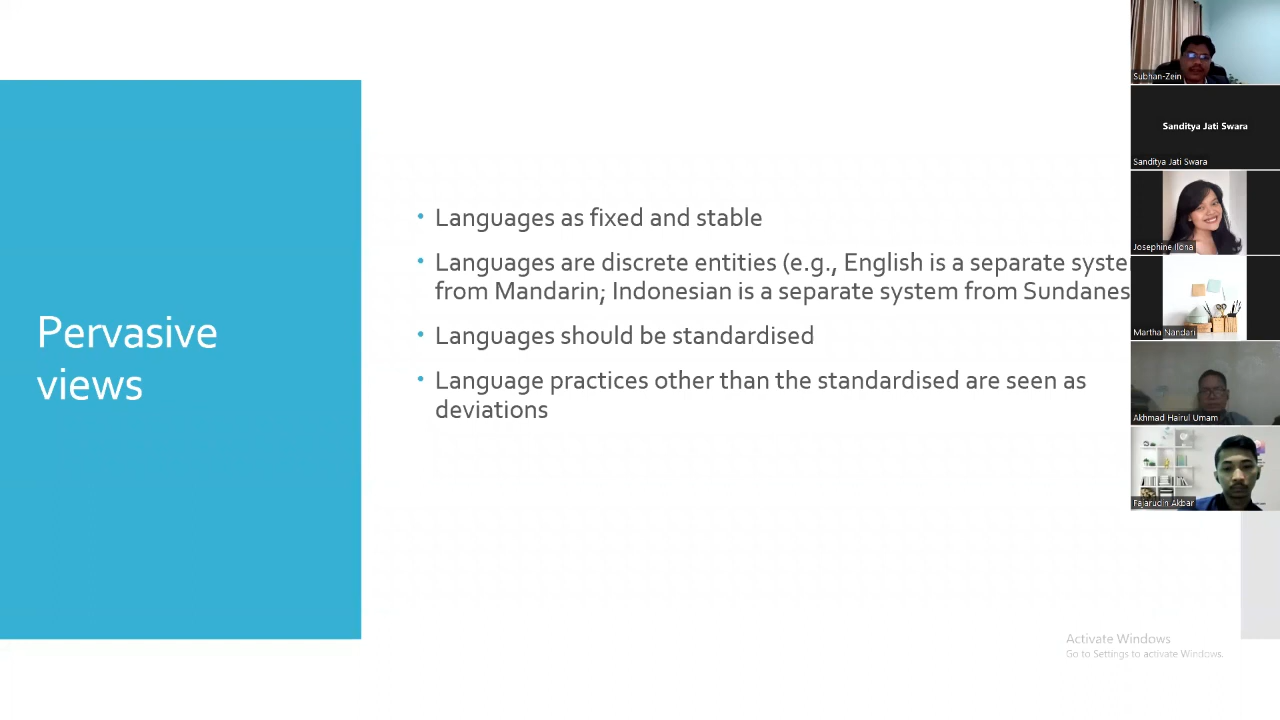 Pervasive
views
• Languages as fixed and stable
• Languages are discrete entities (e.g., English is a separate syste
from Mandarin; Indonesian is a separate system from Sundanes
• Languages should be standardised
• Language practices other than the standardised are seen as
deviations
Subhan-Zein
Sanditya Jati Swara
Sanditya Jati Swara
Josephine Ilona
Martha Nandari
Akhmad Hairul Umam
Fajarudin Akbar
Activate Windows
Go to Settings to activate Windows.